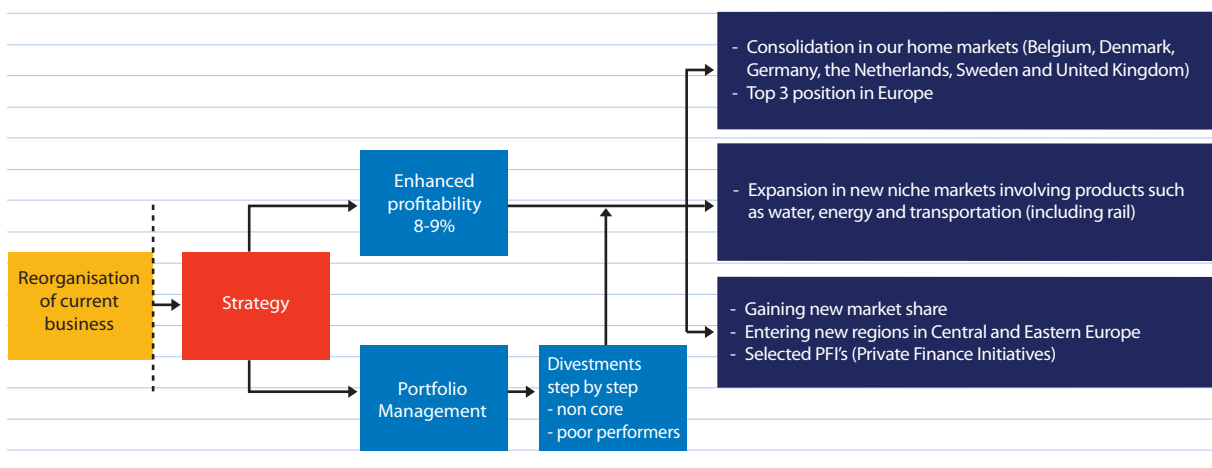 Reorganisation
of current
business
Strategy
Enhanced
profitability
8-9%
Portfolio
Management
Divestments
step by step
- non core
- poor performers
- Consolidation in our home markets (Belgium, Denmark,
Germany, the Netherlands, Sweden and United Kingdom)
- Top 3 position in Europe
- Expansion in new niche markets involving products such
as water, energy and transportation (including rail)
- Gaining new market share
- Entering new regions in Central and Eastern Europe
- Selected PFI's (Private Finance Initiatives)